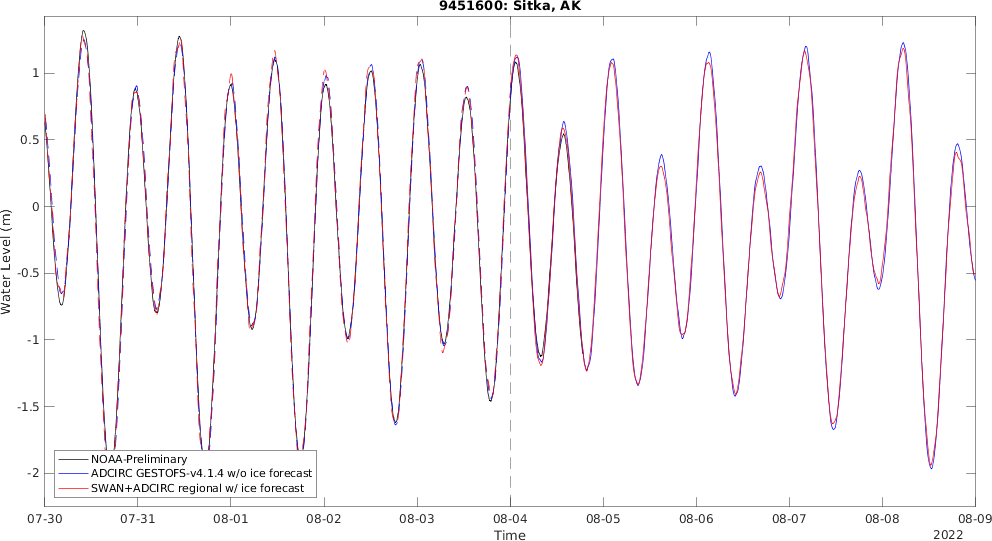 9451600: Sitka, AK
Water Level (m)
1
0.5
0
-0.5
-1
-1.5
-2
NOAA-Preliminary
ADCIRC GESTOFS-v4.1.4 w/o ice forecast
SWAN+ADCIRC regional w/ ice forecast
07-30 07-31 08-01 08-02 08-03 08-04 08-05 08-06 08-07 08-08 08-09
Time
2022